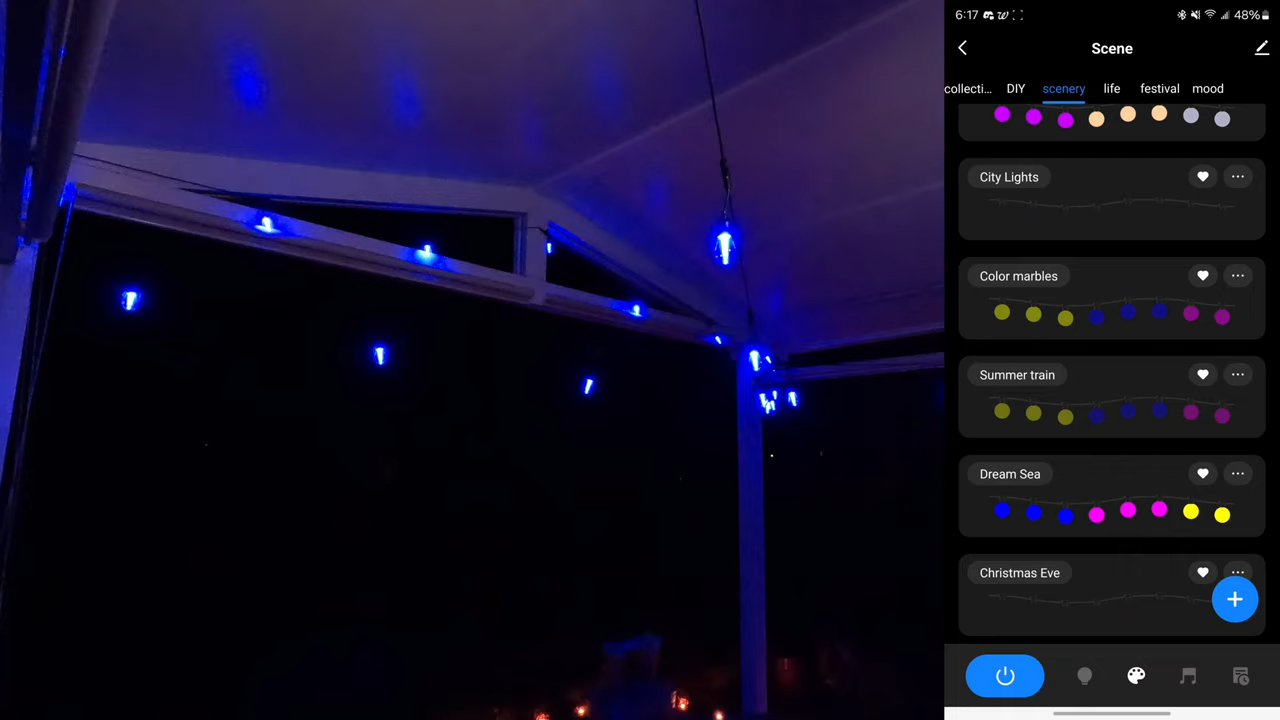 6:17
48%
Scene
collecti... DIY scenery life festival mood
City Lights
Color marbles
Summer train
Dream Sea
Christmas Eve